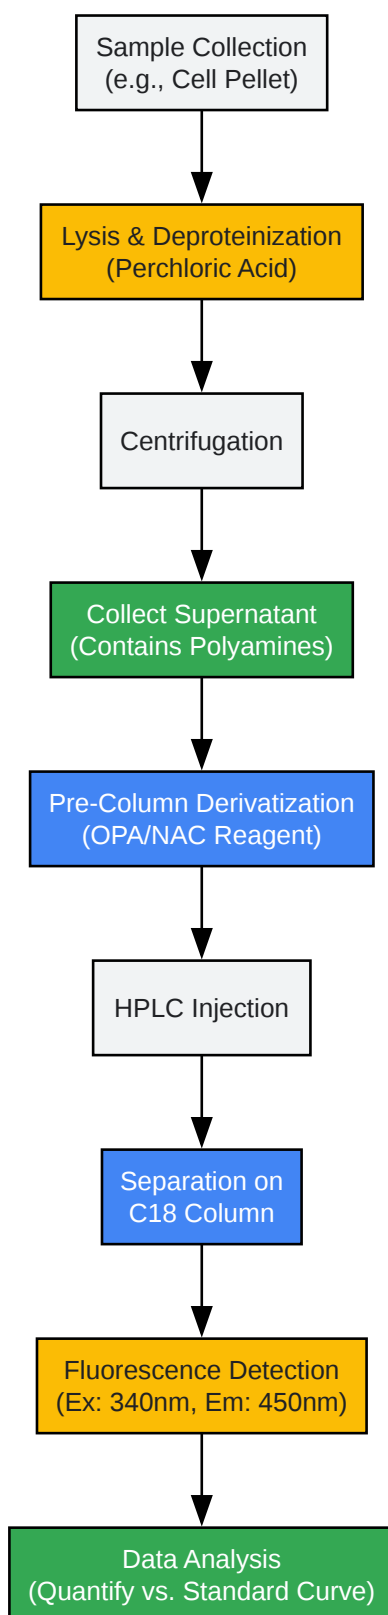 Sample Collection
(e.g., Cell Pellet)
Lysis & Deproteinization
(Perchloric Acid)
Centrifugation
Collect Supernatant
(Contains Polyamines)
Pre-Column Derivatization
(OPA/NAC Reagent)
HPLC Injection
Separation on
C18 Column
Fluorescence Detection
(Ex: 340nm, Em: 450nm)
Data Analysis
(Quantify vs. Standard Curve)